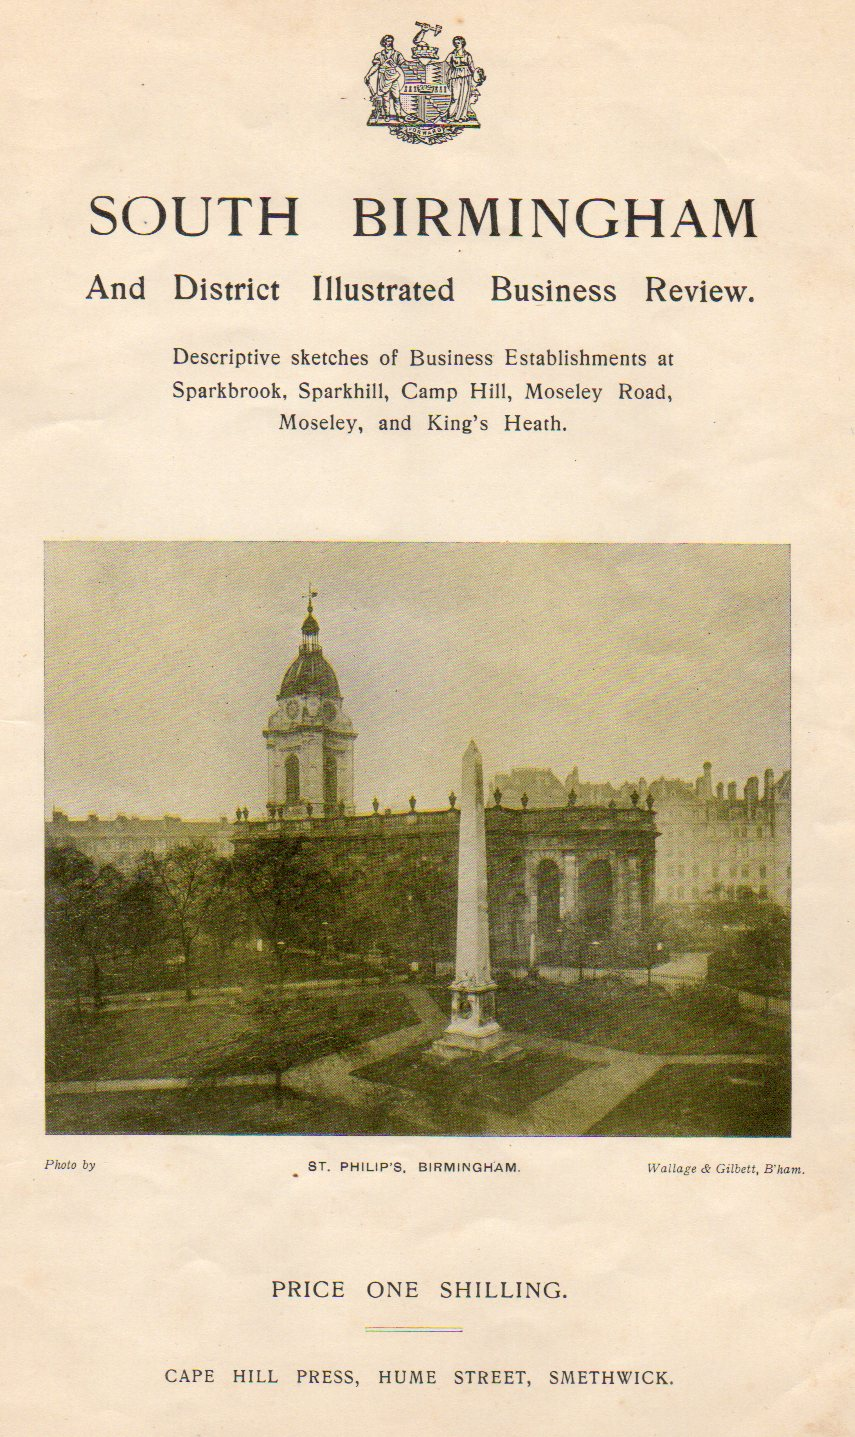 FORWARD
SOUTH BIRMINGHAM
And District Illustrated Business Review.
Descriptive sketches of Business Establishments at
Sparkbrook, Sparkhill, Camp Hill, Moseley Road,
Moseley, and King's Heath.
Photo by
ST. PHILIP'S, BIRMINGHAM.
Wallage & Gilbett, B'ham.
PRICE ONE SHILLING.
CAPE HILL PRESS, HUME STREET, SMETHWICK.